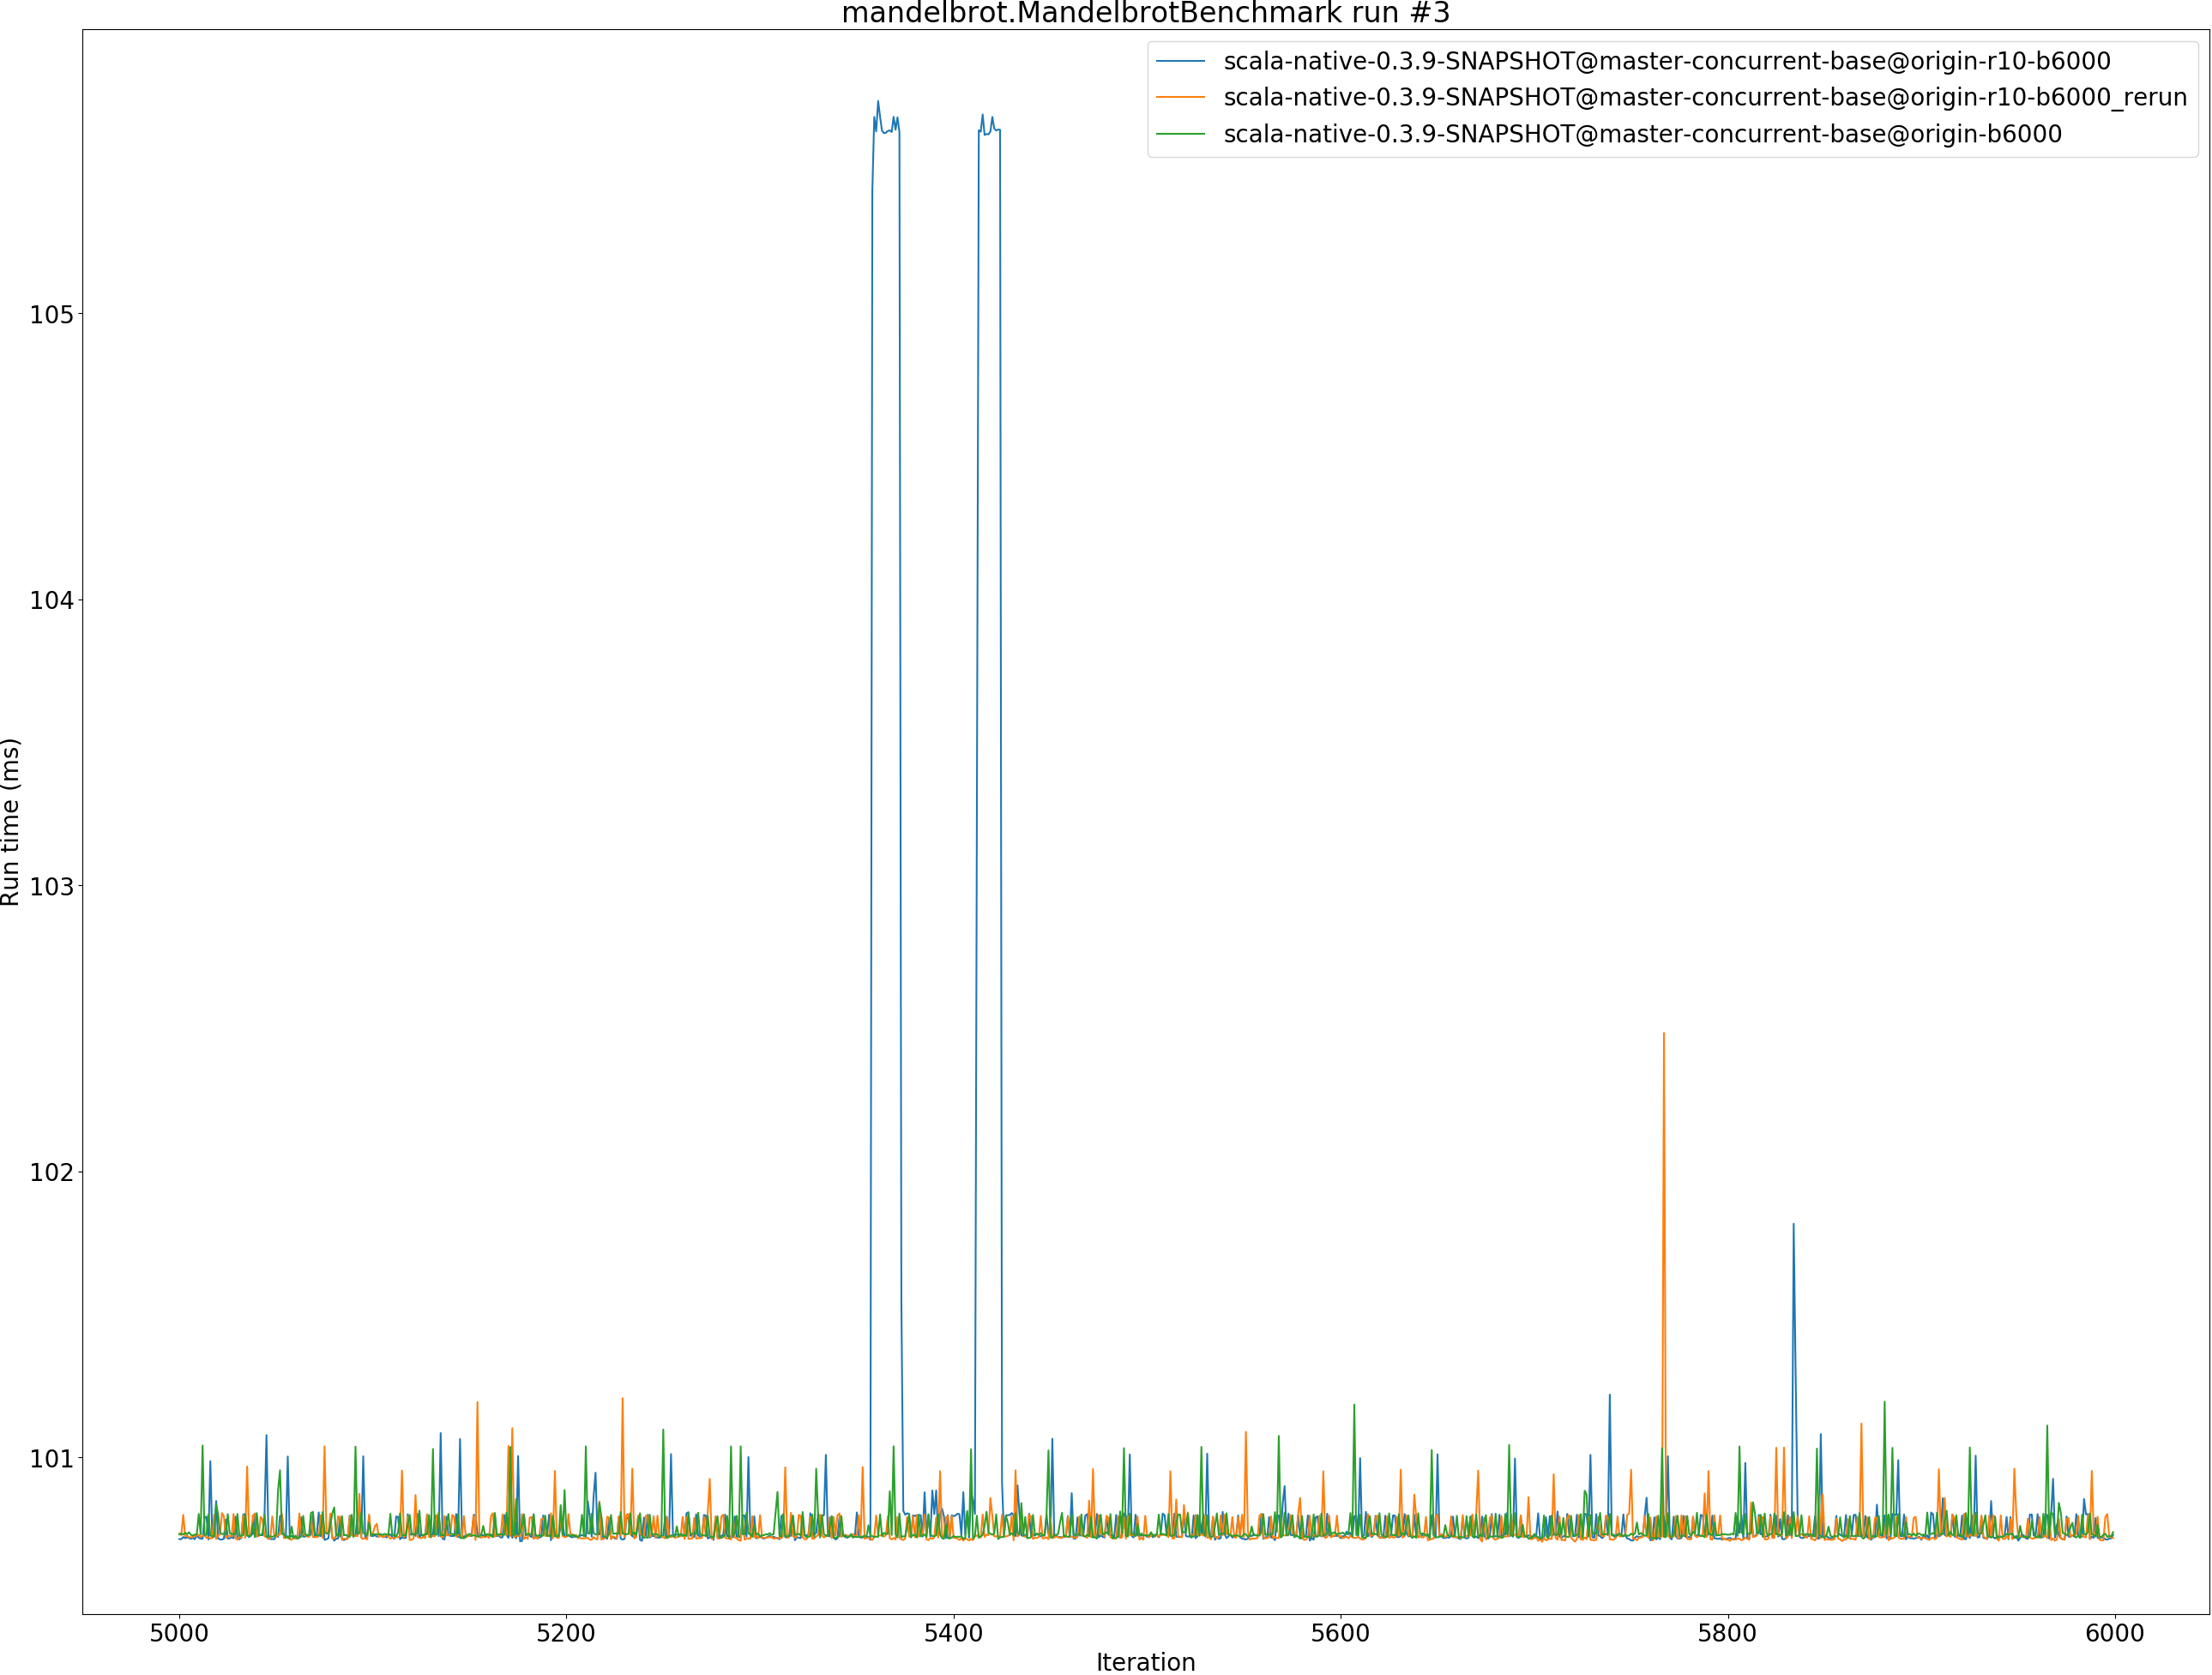 mandelbrot.MandelbrotBenchmark run #3
scala-native-0.3.9-SNAPSHOT@master-concurrent-base@origin-r10-b6000
scala-native-0.3.9-SNAPSHOT@master-concurrent-base@origin-r10-b6000_rerun
scala-native-0.3.9-SNAPSHOT@master-concurrent-base@origin-b6000
Run time (ms)
105
104
103
102
101
5000 5200 5400 5600 5800 6000
Iteration